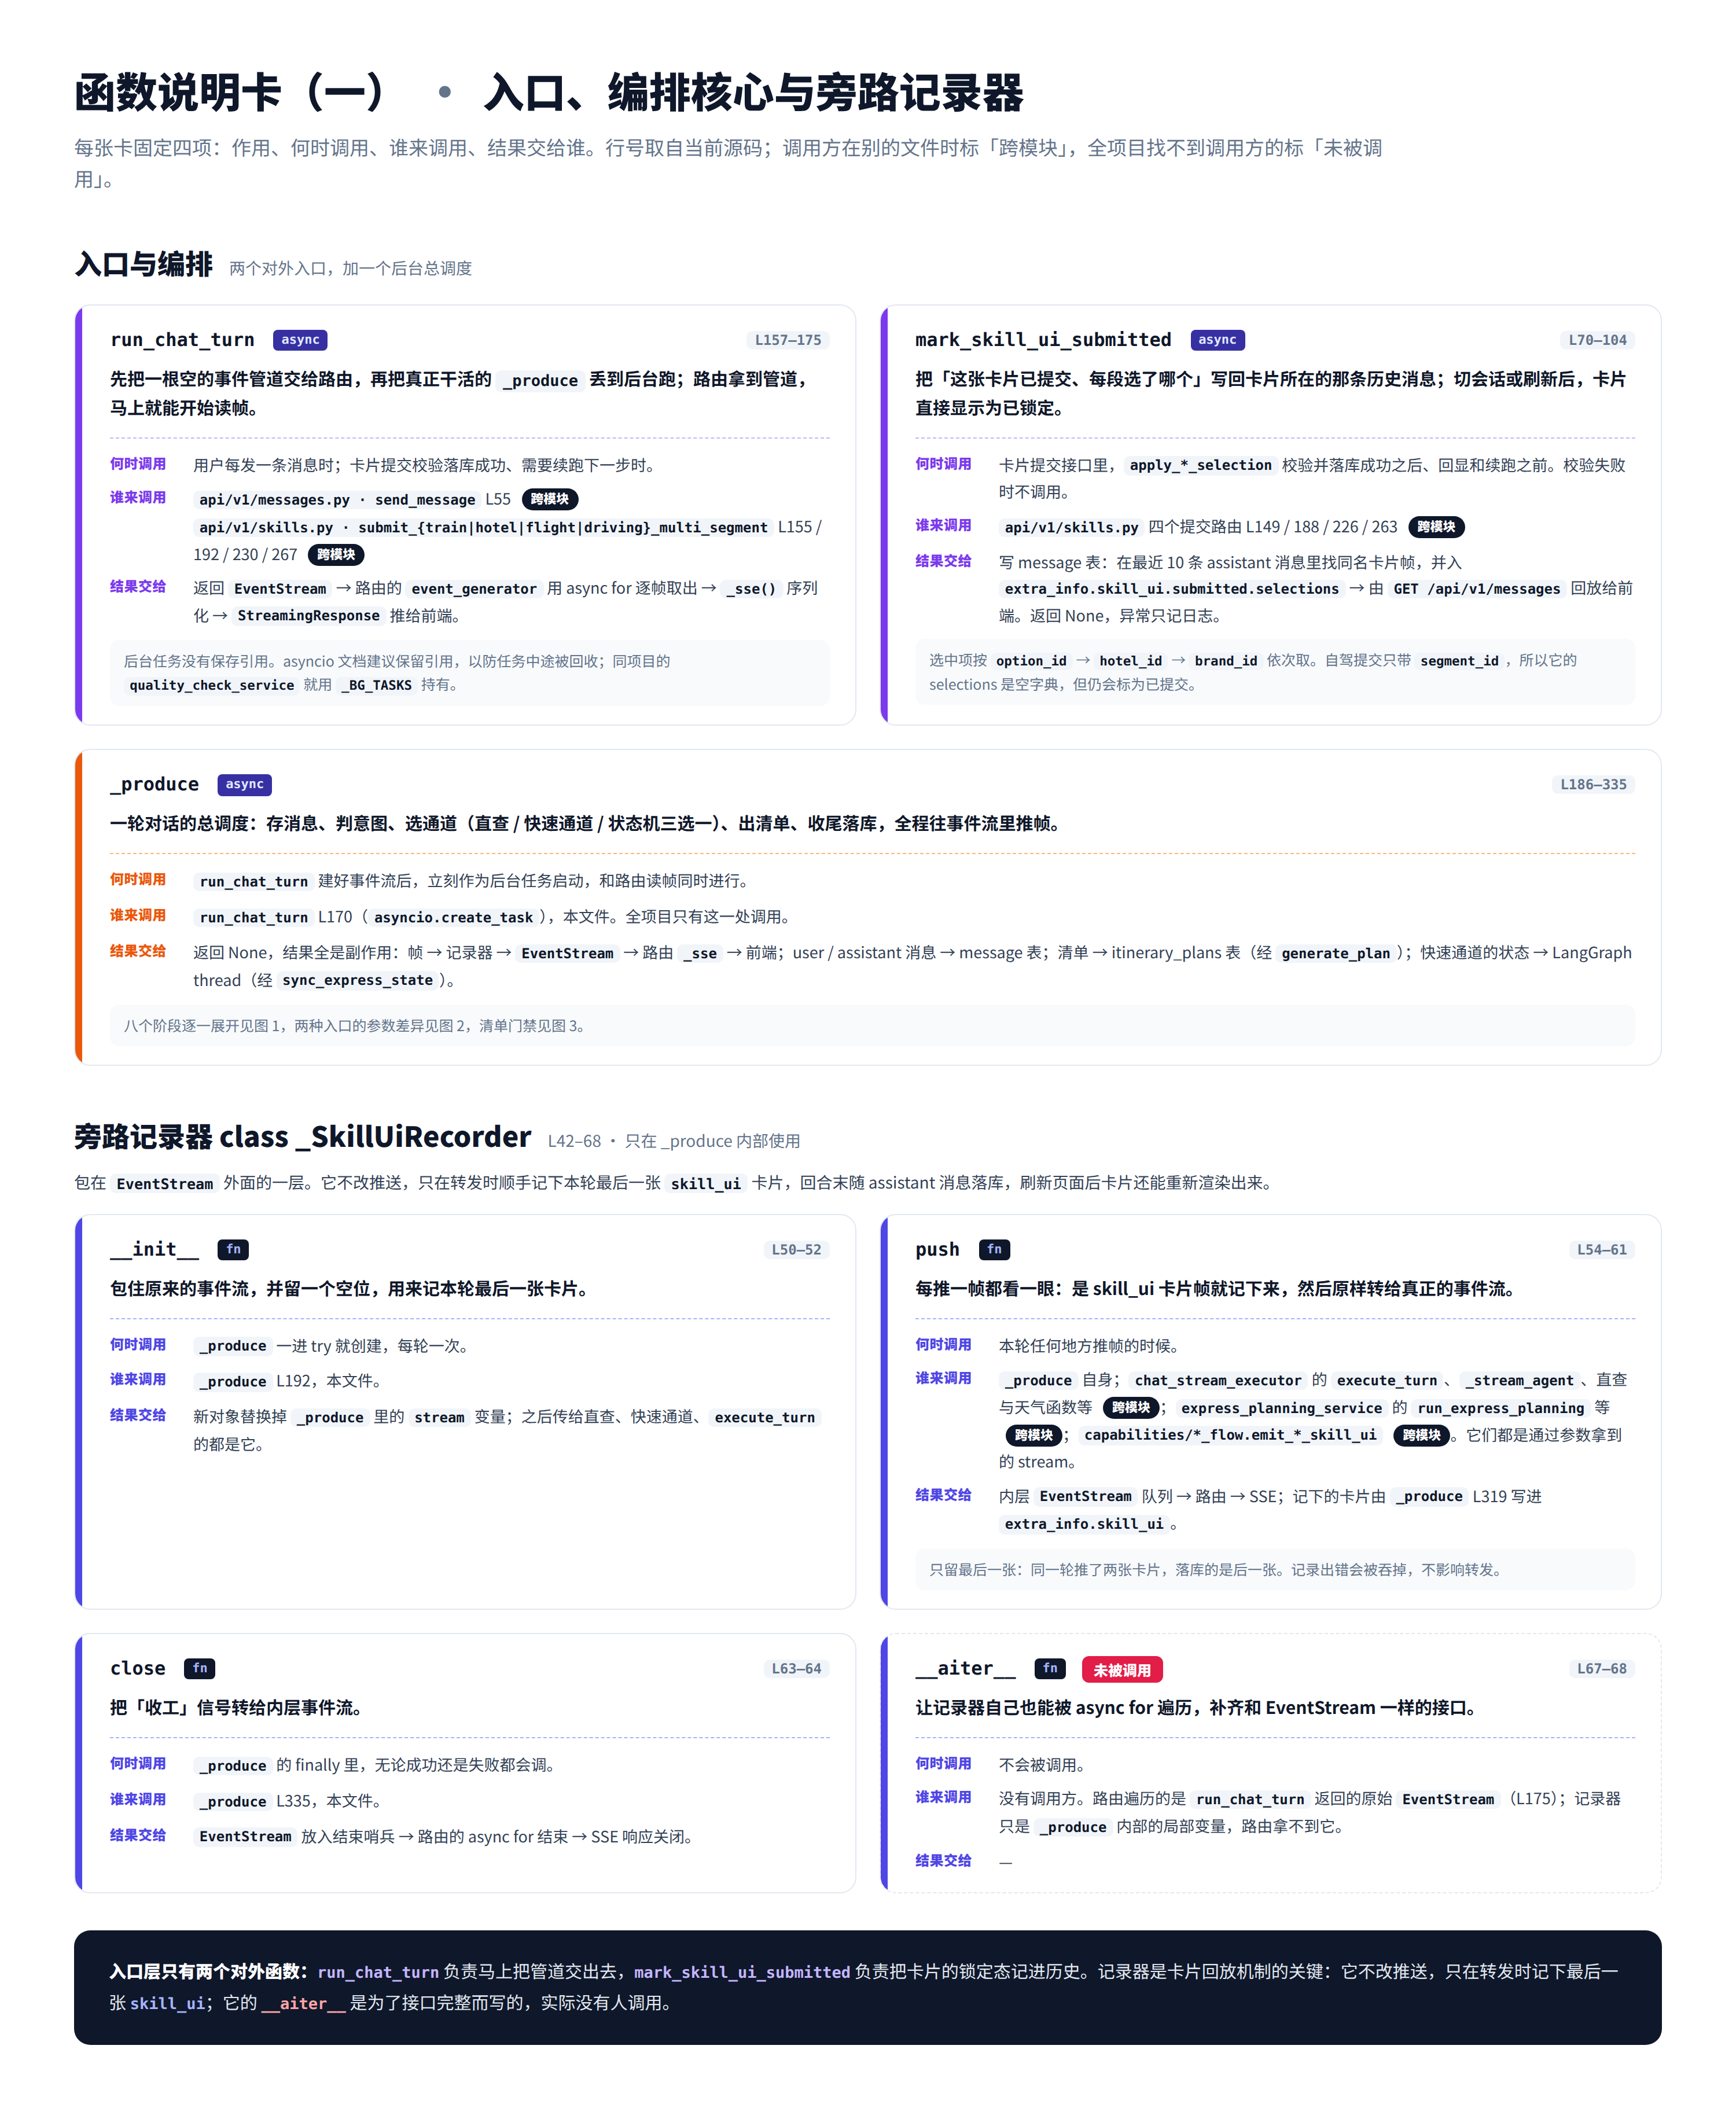 函数说明卡（一） • 入口、编排核心与旁路记录器
每张卡固定四项：作用、何时调用、谁来调用、结果交给谁。行号取自当前源码；调用方在别的文件时标「跨模块」，全项目找不到调用方的标「未被调
用」。
入口与编排 两个对外入口，加一个后台总调度
run_chat_turn async L157–175
先把一根空的事件管道交给路由，再把真正干活的 _produce 丢到后台跑；路由拿到管道，
马上就能开始读帧。
何时调用 用户每发一条消息时；卡片提交校验落库成功、需要续跑下一步时。
谁来调用 api/v1/messages.py · send_message L55 跨模块
api/v1/skills.py · submit_{train|hotel|flight|driving}_multi_segment L155 /
192 / 230 / 267 跨模块
结果交给 返回 EventStream → 路由的 event_generator 用 async for 逐帧取出 → _sse() 序列
化 → StreamingResponse 推给前端。
后台任务没有保存引用。asyncio 文档建议保留引用，以防任务中途被回收；同项目的
quality_check_service 就用 _BG_TASKS 持有。
mark_skill_ui_submitted async L70–104
把「这张卡片已提交、每段选了哪个」写回卡片所在的那条历史消息；切会话或刷新后，卡片
直接显示为已锁定。
何时调用 卡片提交接口里，apply_*_selection 校验并落库成功之后、回显和续跑之前。校验失败
时不调用。
谁来调用 api/v1/skills.py 四个提交路由 L149 / 188 / 226 / 263 跨模块
结果交给 写 message 表：在最近 10 条 assistant 消息里找同名卡片帧，并入
extra_info.skill_ui.submitted.selections → 由 GET /api/v1/messages 回放给前
端。返回 None，异常只记日志。
选中项按 option_id → hotel_id → brand_id 依次取。自驾提交只带 segment_id ，所以它的
selections 是空字典，但仍会标为已提交。
_produce async L186–335
一轮对话的总调度：存消息、判意图、选通道（直查 / 快速通道 / 状态机三选一）、出清单、收尾落库，全程往事件流里推帧。
何时调用 run_chat_turn 建好事件流后，立刻作为后台任务启动，和路由读帧同时进行。
谁来调用 run_chat_turn L170（ asyncio.create_task ），本文件。全项目只有这一处调用。
结果交给 返回 None，结果全是副作用：帧 → 记录器 → EventStream → 路由 _sse → 前端；user / assistant 消息 → message 表；清单 → itinerary_plans 表（经 generate_plan ）；快速通道的状态 → LangGraph
thread（经 sync_express_state ）。
八个阶段逐一展开见图 1，两种入口的参数差异见图 2，清单门禁见图 3。
旁路记录器 class _SkillUiRecorder L42–68 · 只在 _produce 内部使用
包在 EventStream 外面的一层。它不改推送，只在转发时顺手记下本轮最后一张 skill_ui 卡片，回合末随 assistant 消息落库，刷新页面后卡片还能重新渲染出来。
__init__ fn L50–52
包住原来的事件流，并留一个空位，用来记本轮最后一张卡片。
何时调用 _produce 一进 try 就创建，每轮一次。
谁来调用 _produce L192，本文件。
结果交给 新对象替换掉 _produce 里的 stream 变量；之后传给直查、快速通道、 execute_turn
的都是它。
push fn L54–61
每推一帧都看一眼：是 skill_ui 卡片帧就记下来，然后原样转给真正的事件流。
何时调用 本轮任何地方推帧的时候。
谁来调用 _produce 自身； chat_stream_executor 的 execute_turn 、 _stream_agent 、直查
与天气函数等 跨模块 ； express_planning_service 的 run_express_planning 等
跨模块 ； capabilities/*_flow.emit_*_skill_ui 跨模块 。它们都是通过参数拿到
的 stream。
结果交给 内层 EventStream 队列 → 路由 → SSE；记下的卡片由 _produce L319 写进
extra_info.skill_ui 。
只留最后一张：同一轮推了两张卡片，落库的是后一张。记录出错会被吞掉，不影响转发。
close fn L63–64
把「收工」信号转给内层事件流。
何时调用 _produce 的 finally 里，无论成功还是失败都会调。
谁来调用 _produce L335，本文件。
结果交给 EventStream 放入结束哨兵 → 路由的 async for 结束 → SSE 响应关闭。
__aiter__ fn 未被调用 L67–68
让记录器自己也能被 async for 遍历，补齐和 EventStream 一样的接口。
何时调用 不会被调用。
谁来调用 没有调用方。路由遍历的是 run_chat_turn 返回的原始 EventStream （L175）；记录器
只是 _produce 内部的局部变量，路由拿不到它。
结果交给 —
入口层只有两个对外函数：run_chat_turn 负责马上把管道交出去，mark_skill_ui_submitted 负责把卡片的锁定态记进历史。记录器是卡片回放机制的关键：它不改推送，只在转发时记下最后一
张 skill_ui；它的 __aiter__ 是为了接口完整而写的，实际没有人调用。